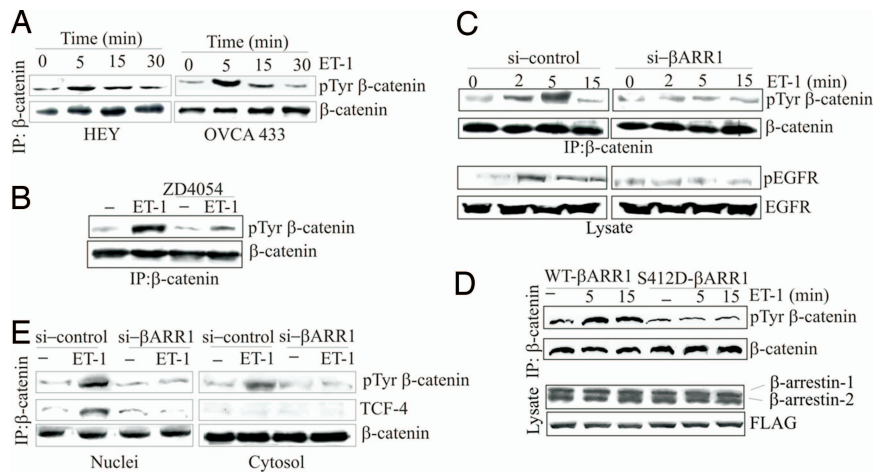 A
Time (min) Time (min)
0 5 15 30 0 5 15 30 ET-1
IP: β-catenin
pTyr β-catenin
β-catenin
HEY OVCA 433
B
ZD4054
– ET-1 – ET-1
pTyr β-catenin
β-catenin
IP:β-catenin
C
si–control si–βARR1
0 2 5 15 0 2 5 15 ET-1 (min)
pTyr β-catenin
β-catenin
IP:β-catenin
pEGFR
EGFR
Lysate
D
WT-βARR1 S412D-βARR1
– 5 15 – 5 15 ET-1 (min)
IP: β-catenin
pTyr β-catenin
β-catenin
Lysate
β-arrestin-1
β-arrestin-2
FLAG
E
si–control si–βARR1 si–control si–βARR1
– ET-1 – ET-1 – ET-1 – ET-1
IP:β-catenin
pTyr β-catenin
TCF-4
β-catenin
Nuclei Cytosol